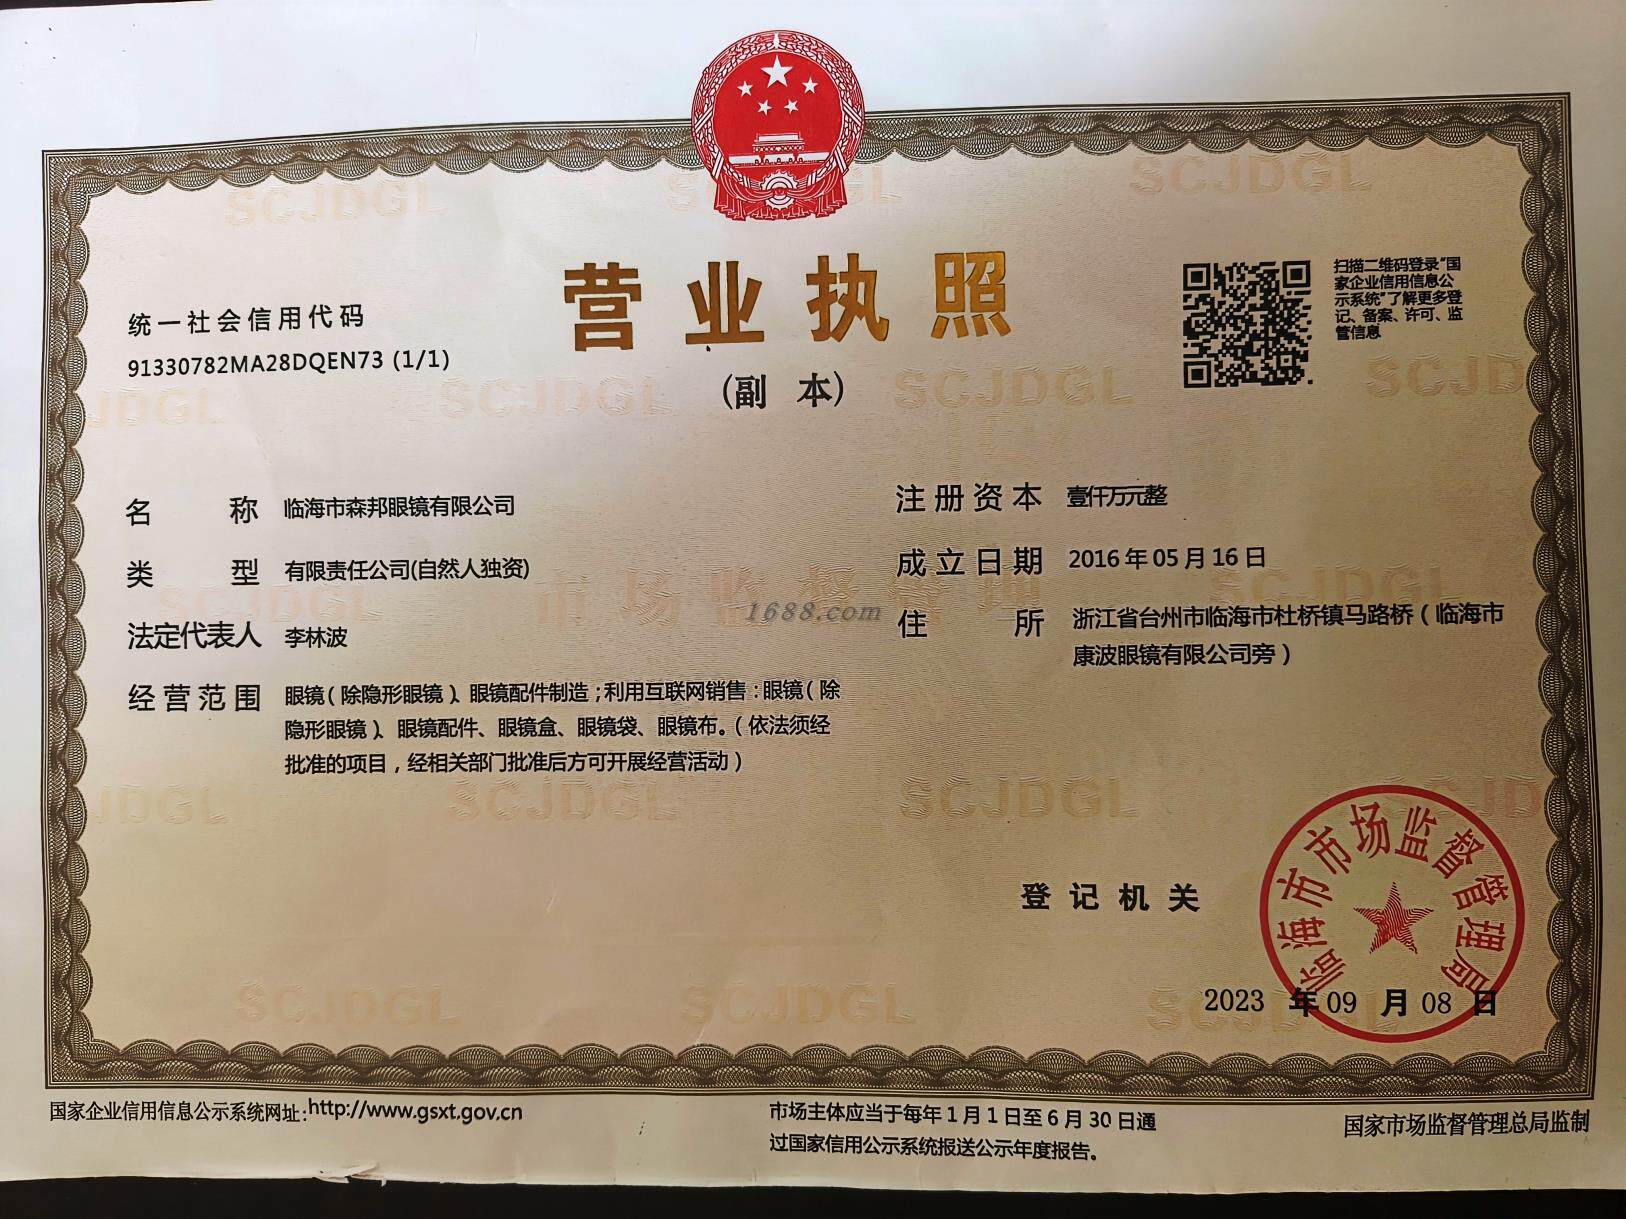 营业执照
(副 本)
统一社会信用代码
91330782MA28DQEN73 (1/1)
扫描二维码登录“国
家企业信用信息公
示系统”了解更多登
记、备案、许可、监
管信息
名 称 临海市森邦眼镜有限公司
类 型 有限责任公司(自然人独资)
法定代表人 李林波
经营范围 眼镜(除隐形眼镜)、眼镜配件制造;利用互联网销售:眼镜(除
隐形眼镜)、眼镜配件、眼镜盒、眼镜袋、眼镜布。(依法须经
批准的项目,经相关部门批准后方可开展经营活动)
注册资本 壹仟万元整
成立日期 2016年05月16日
住 所 浙江省台州市临海市杜桥镇马路桥(临海市
康波眼镜有限公司旁)
1688.com
市场监督管理
SCJDGL
登记机关
临海市市场监督管理局
2023 年 09 月 08 日
国家企业信用信息公示系统网址:http://www.gsxt.gov.cn
市场主体应当于每年1月1日至6月30日通
过国家信用公示系统报送公示年度报告。
国家市场监督管理总局监制